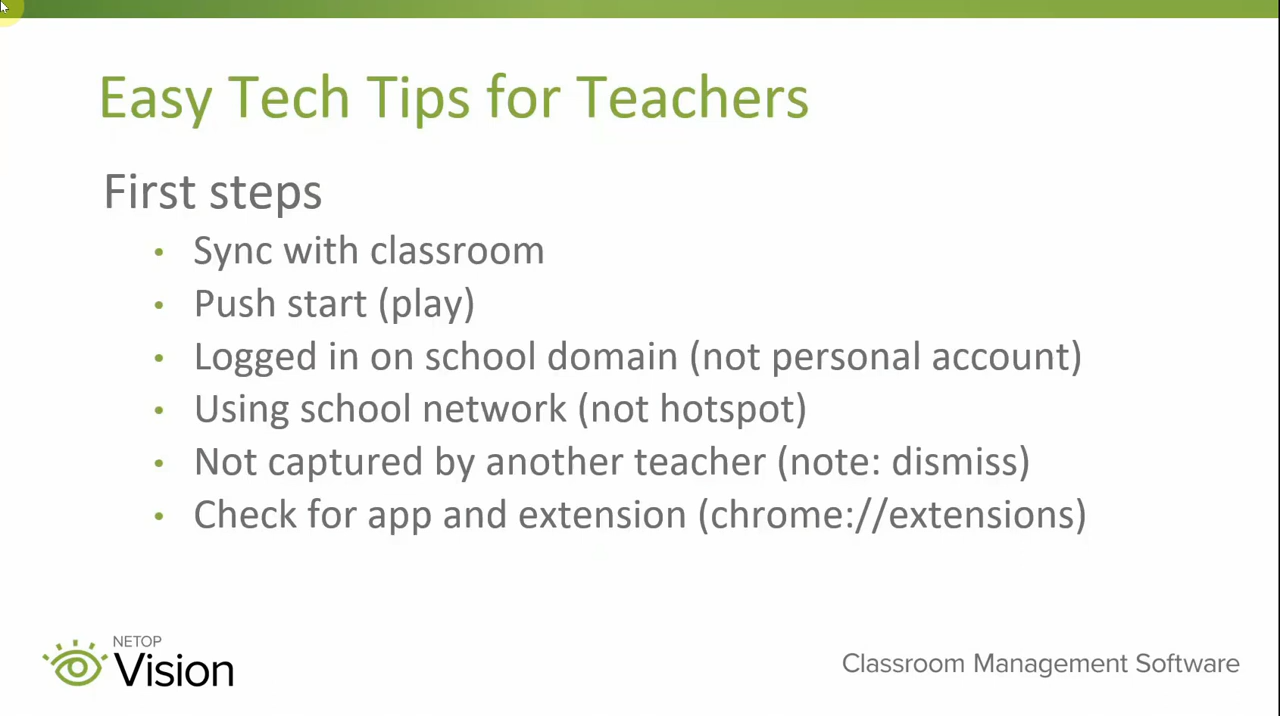 Easy Tech Tips for Teachers
First steps
• Sync with classroom
• Push start (play)
• Logged in on school domain (not personal account)
• Using school network (not hotspot)
• Not captured by another teacher (note: dismiss)
• Check for app and extension (chrome://extensions)
NETOP
Vision
Classroom Management Software